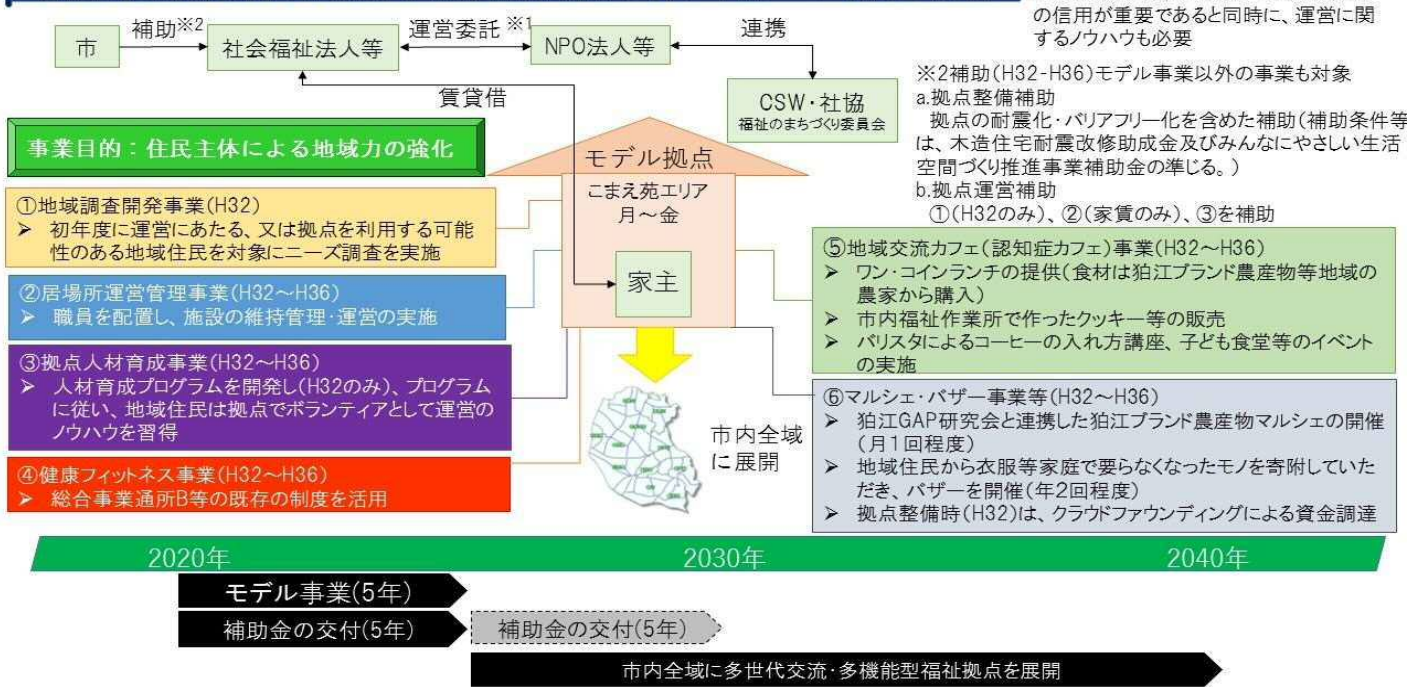 の信用が重要であると同時に、運営に関
するノウハウも必要
市
補助※2
社会福祉法人等
運営委託※1
NPO法人等
連携
CSW・社協
福祉のまちづくり委員会
賃貸借
※2補助(H32-H36)モデル事業以外の事業も対象
a.拠点整備補助
拠点の耐震化・バリアフリー化を含めた補助(補助条件等
は、木造住宅耐震改修助成金及びみんなにやさしい生活
空間づくり推進事業補助金の準じる。)
b.拠点運営補助
①(H32のみ)、②(家賃のみ)、③を補助
事業目的：住民主体による地域力の強化
モデル拠点
こまえ苑エリア
月～金
家主
①地域調査開発事業(H32)
➢ 初年度に運営にあたる、又は拠点を利用する可能
性のある地域住民を対象にニーズ調査を実施
②居場所運営管理事業(H32～H36)
➢ 職員を配置し、施設の維持管理・運営の実施
③拠点人材育成事業(H32～H36)
➢ 人材育成プログラムを開発し(H32のみ)、プログラム
に従い、地域住民は拠点でボランティアとして運営の
ノウハウを習得
④健康フィットネス事業(H32～H36)
➢ 総合事業通所B等の既存の制度を活用
市内全域
に展開
⑤地域交流カフェ(認知症カフェ)事業(H32～H36)
➢ ワン・コインランチの提供(食材は狛江ブランド農産物等地域の
農家から購入)
➢ 市内福祉作業所で作ったクッキー等の販売
➢ バリスタによるコーヒーの入れ方講座、子ども食堂等のイベント
の実施
⑥マルシェ・バザー事業等(H32～H36)
➢ 狛江GAP研究会と連携した狛江ブランド農産物マルシェの開催
(月1回程度)
➢ 地域住民から衣服等家庭で要らなくなったモノを寄附していた
だき、バザーを開催(年2回程度)
➢ 拠点整備時(H32)は、クラウドファウンディングによる資金調達
2020年
2030年
2040年
モデル事業(5年)
補助金の交付(5年)
補助金の交付(5年)
市内全域に多世代交流・多機能型福祉拠点を展開